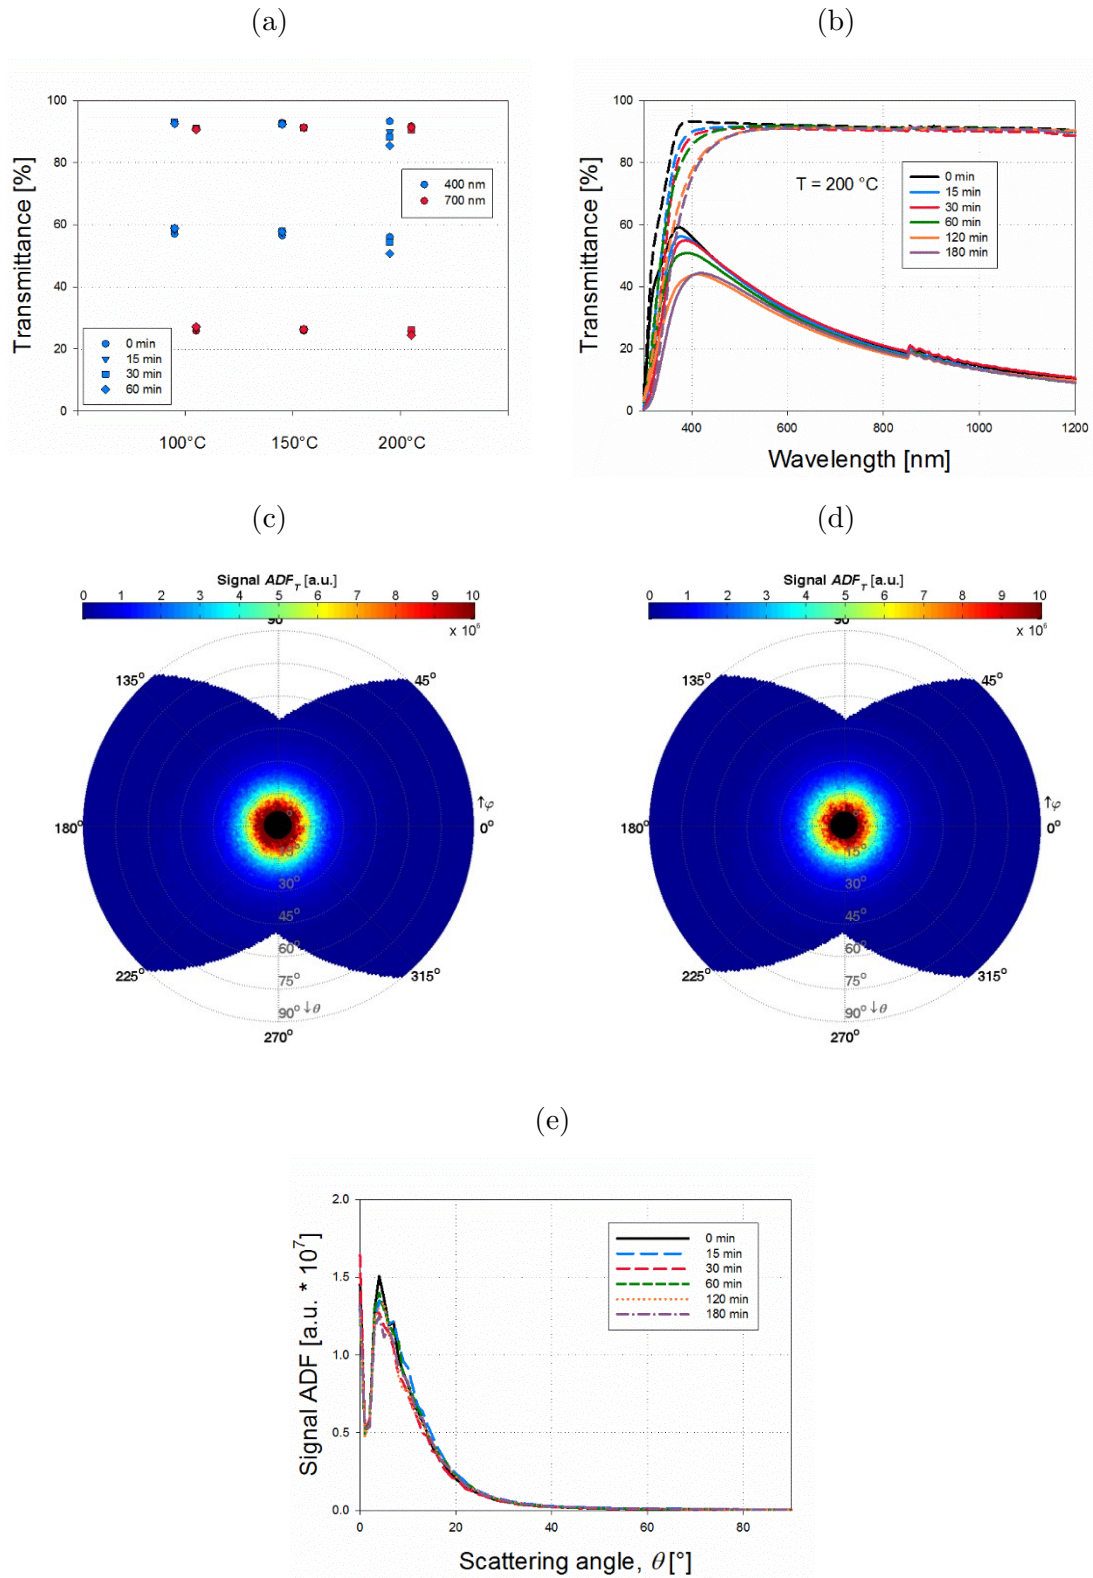 (a)
(b)
100
80
60
40
20
0
Transmittance [%]
400 nm
700 nm
0 min
15 min
30 min
60 min
100°C
150°C
200°C
100
80
60
40
20
0
Transmittance [%]
T = 200 °C
0 min
15 min
30 min
60 min
120 min
180 min
400
600
800
1000
1200
Wavelength [nm]
(c)
(d)
Signal ADF_T [a.u.]
0 1 2 3 4 5 6 7 8 9 10
x 10^6
90°
135°
45°
180°
↑φ
0°
15°
30°
45°
60°
75°
90° ↓θ
225°
315°
270°
Signal ADF_T [a.u.]
0 1 2 3 4 5 6 7 8 9 10
x 10^6
90°
135°
45°
180°
↑φ
0°
15°
30°
45°
60°
75°
90° ↓θ
225°
315°
270°
(e)
2.0
1.5
1.0
0.5
0.0
Signal ADF [a.u. * 10^7]
0 min
15 min
30 min
60 min
120 min
180 min
0
20
40
60
80
Scattering angle, θ [°]